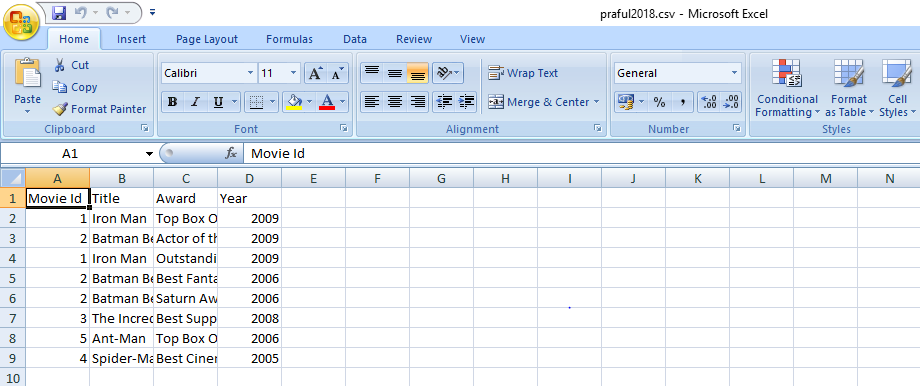 praful2018.csv - Microsoft Excel
Home Insert Page Layout Formulas Data Review View
Cut
Copy
Format Painter
Paste
Clipboard
Calibri 11 A A
B I U A
Font
Wrap Text
Merge & Center
Alignment
General
% , .0 .00 .00 .0
Number
Conditional Formatting
Format as Table
Cell Styles
Styles
A1 fx Movie Id
A B C D E F G H I J K L M N
1 Movie Id Title Award Year
2 1 Iron Man Top Box O 2009
3 2 Batman Be Actor of th 2009
4 1 Iron Man Outstandi 2009
5 2 Batman Be Best Fanta 2006
6 2 Batman Be Saturn Aw 2006
7 3 The Incred Best Supp 2008
8 5 Ant-Man Top Box O 2006
9 4 Spider-Ma Best Cinem 2005
10